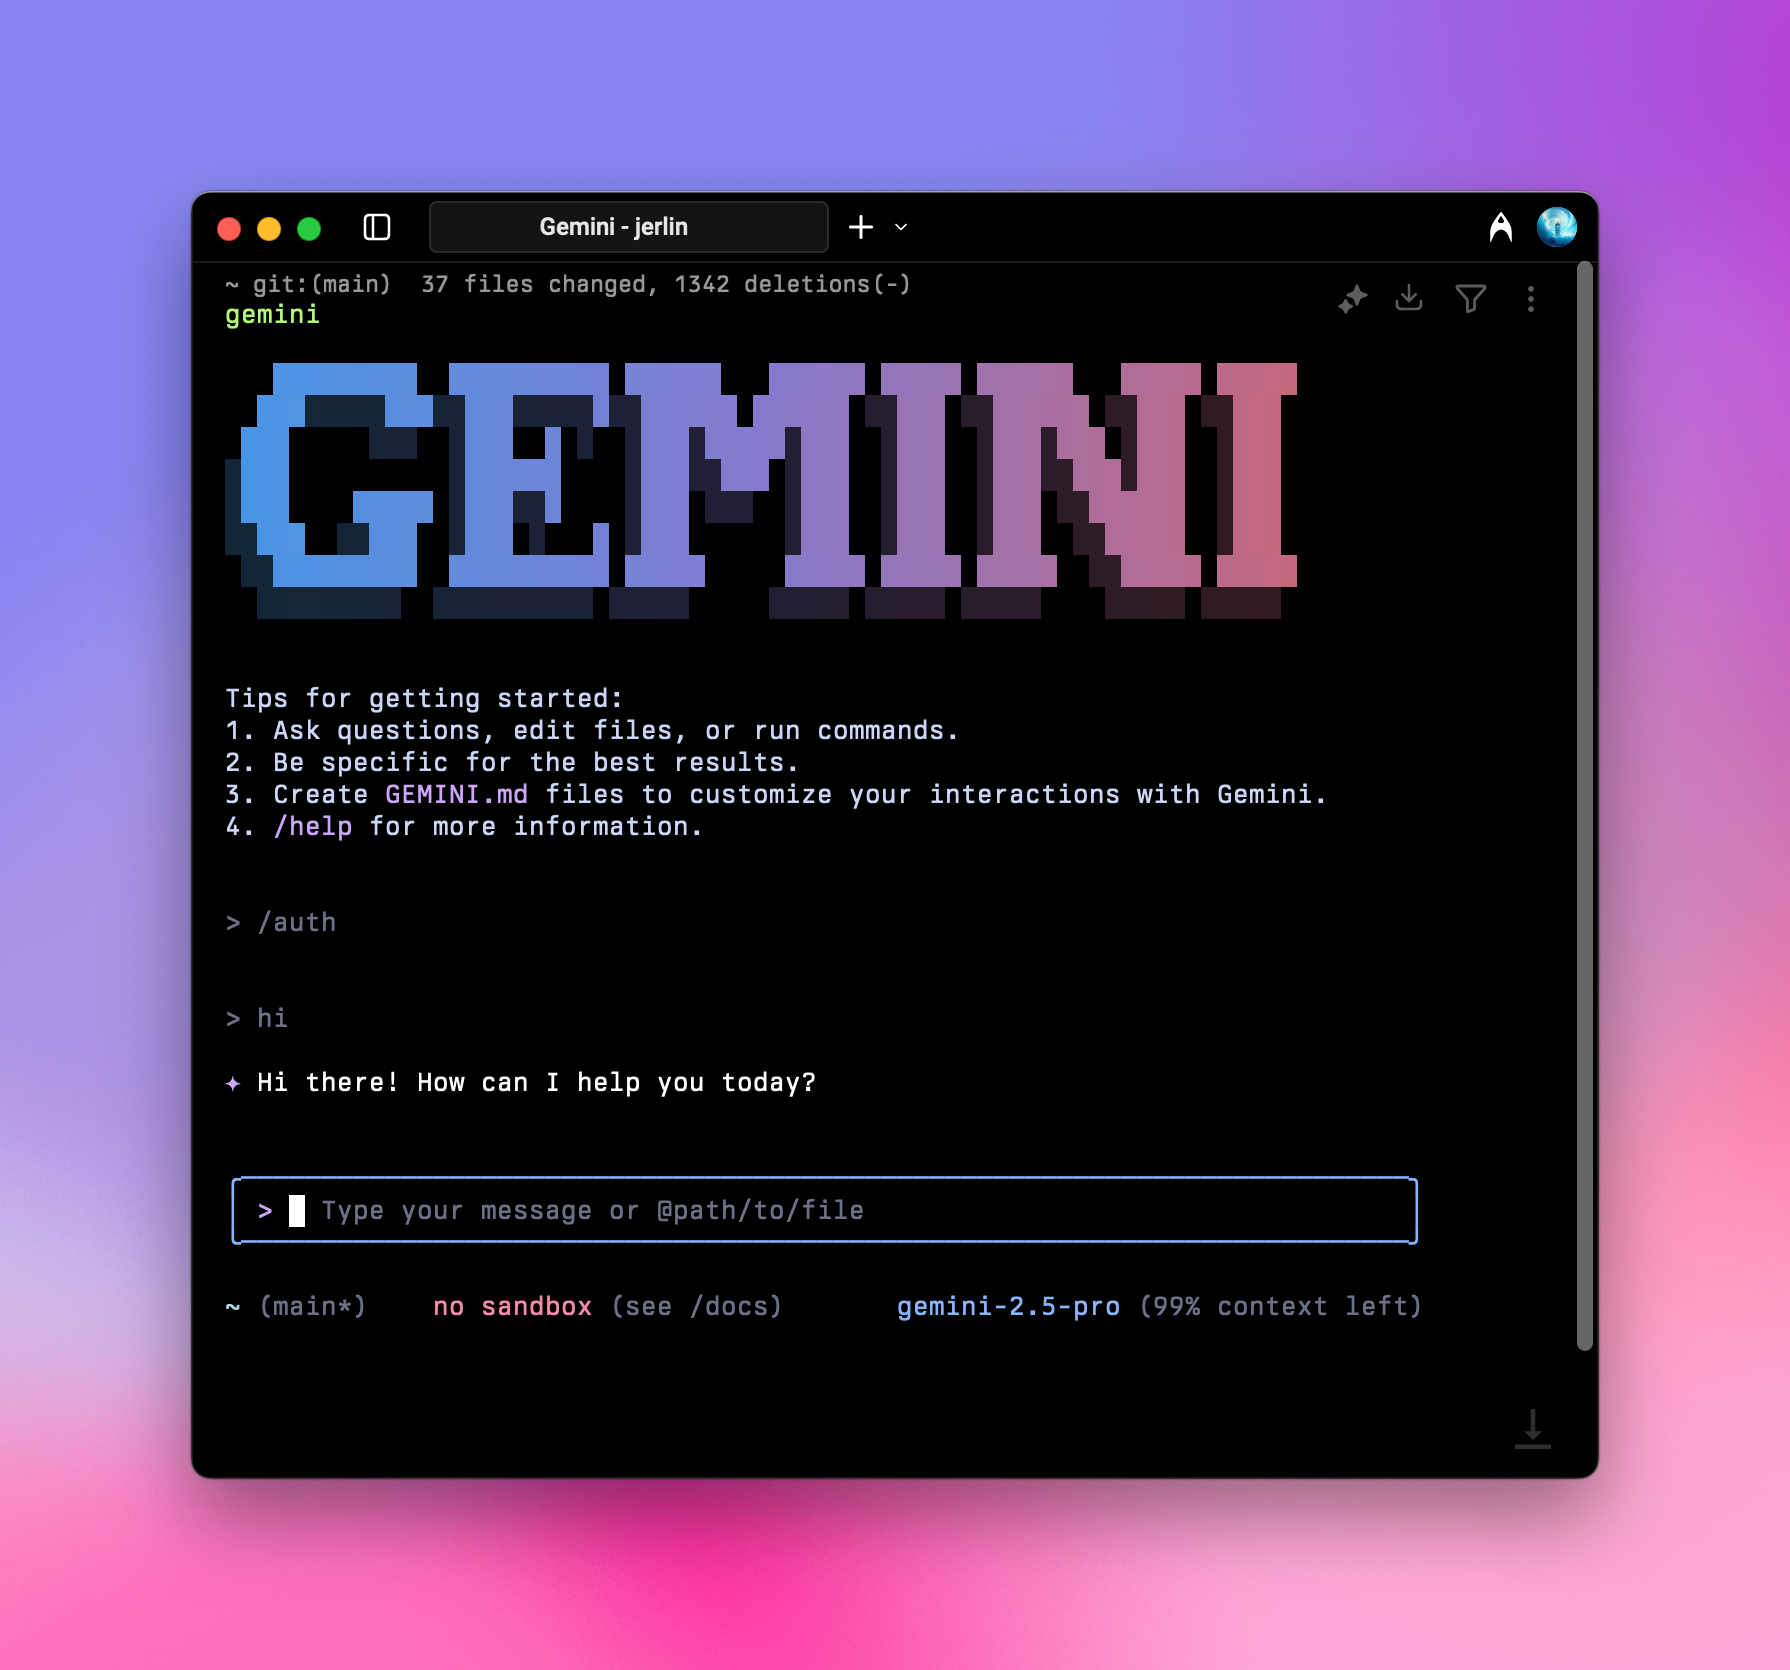 Gemini - jerlin
~ git:(main) 37 files changed, 1342 deletions(-)
gemini
GEMINI
Tips for getting started:
1. Ask questions, edit files, or run commands.
2. Be specific for the best results.
3. Create GEMINI.md files to customize your interactions with Gemini.
4. /help for more information.
> /auth
> hi
✦ Hi there! How can I help you today?
> Type your message or @path/to/file
~ (main*) no sandbox (see /docs) gemini-2.5-pro (99% context left)